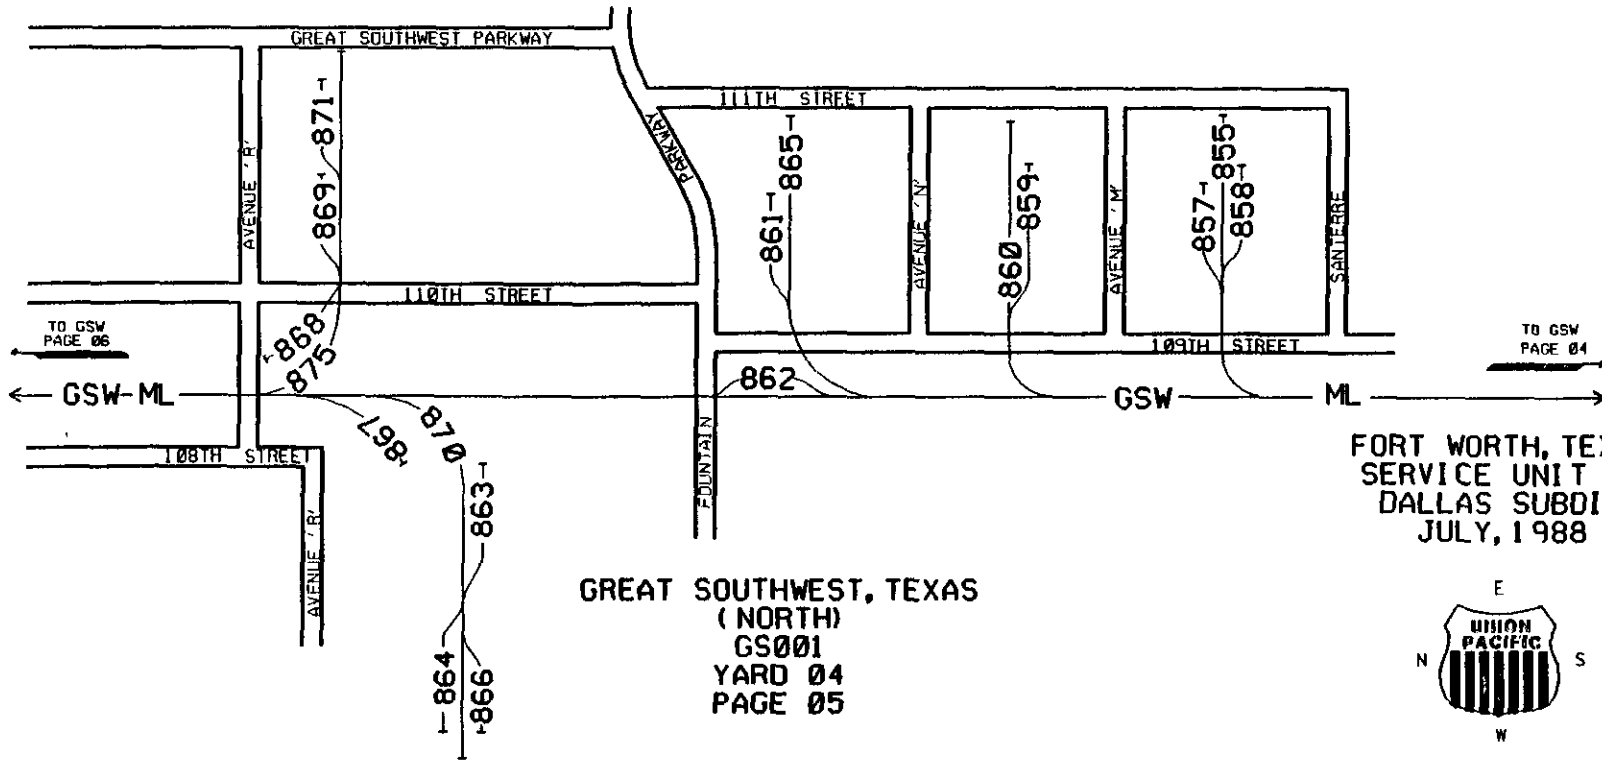 GREAT SOUTHWEST PARKWAY
111TH STREET
PARKWAY
AVENUE 'R'
871
869
865
861
AVENUE 'N'
859
860
AVENUE 'M'
855
857
858
SANTERRE
110TH STREET
TO GSW
PAGE 06
868
875
109TH STREET
TO GSW
PAGE 04
GSW-ML
862
GSW
ML
867
870
108TH STREET
FOUNTAIN
863
AVENUE 'R'
864
866
FORT WORTH, TEX
SERVICE UNIT
DALLAS SUBDI
JULY, 1988
GREAT SOUTHWEST, TEXAS
(NORTH)
GS001
YARD 04
PAGE 05
E
UNION
PACIFIC
N
S
W